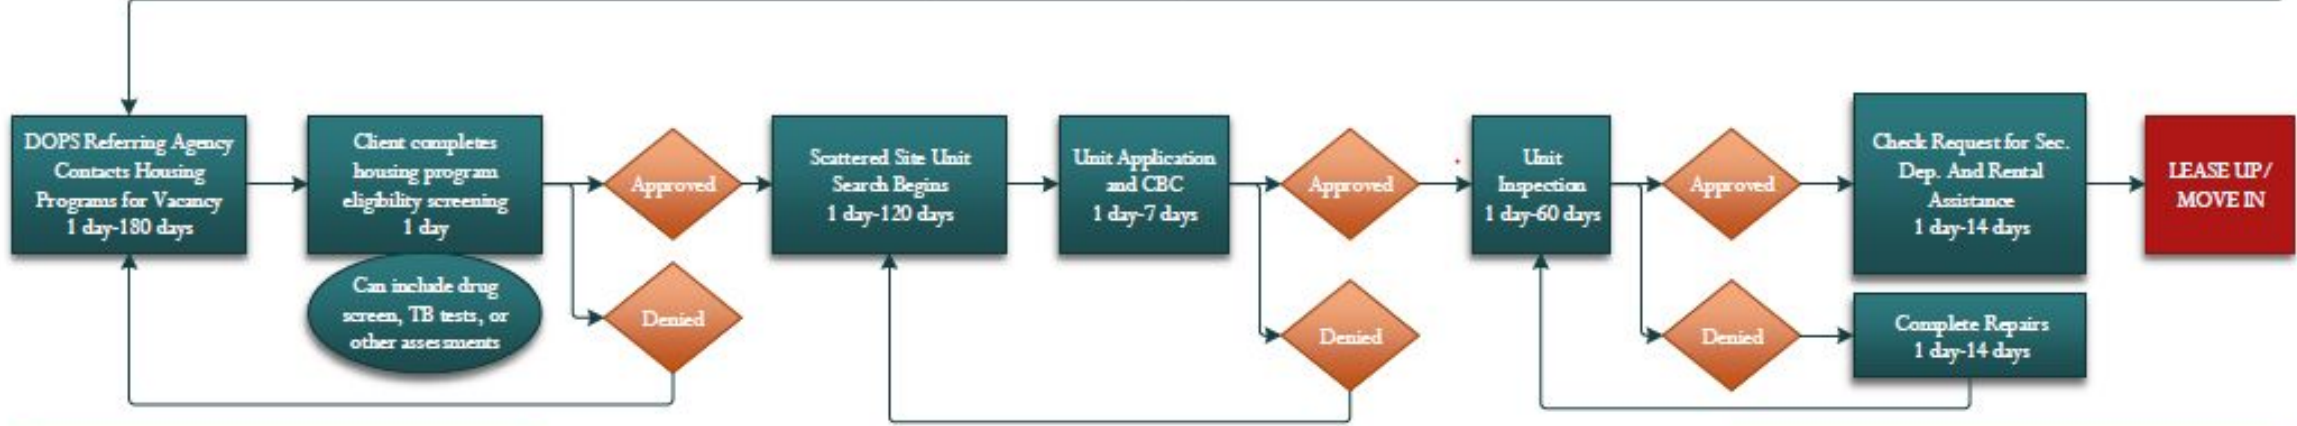 DOPS Referring Agency
Contacts Housing
Programs for Vacancy
1 day-180 days
Client completes
housing program
eligibility screening
1 day
Can include drug
screen, TB tests, or
other assessments
Approved
Denied
Scattered Site Unit
Search Begins
1 day-120 days
Unit Application
and CBC
1 day-7 days
Approved
Denied
Unit
Inspection
1 day-60 days
Approved
Denied
Check Request for Sec.
Dep. And Rental
Assistance
1 day-14 days
Complete Repairs
1 day-14 days
LEASE UP/
MOVE IN